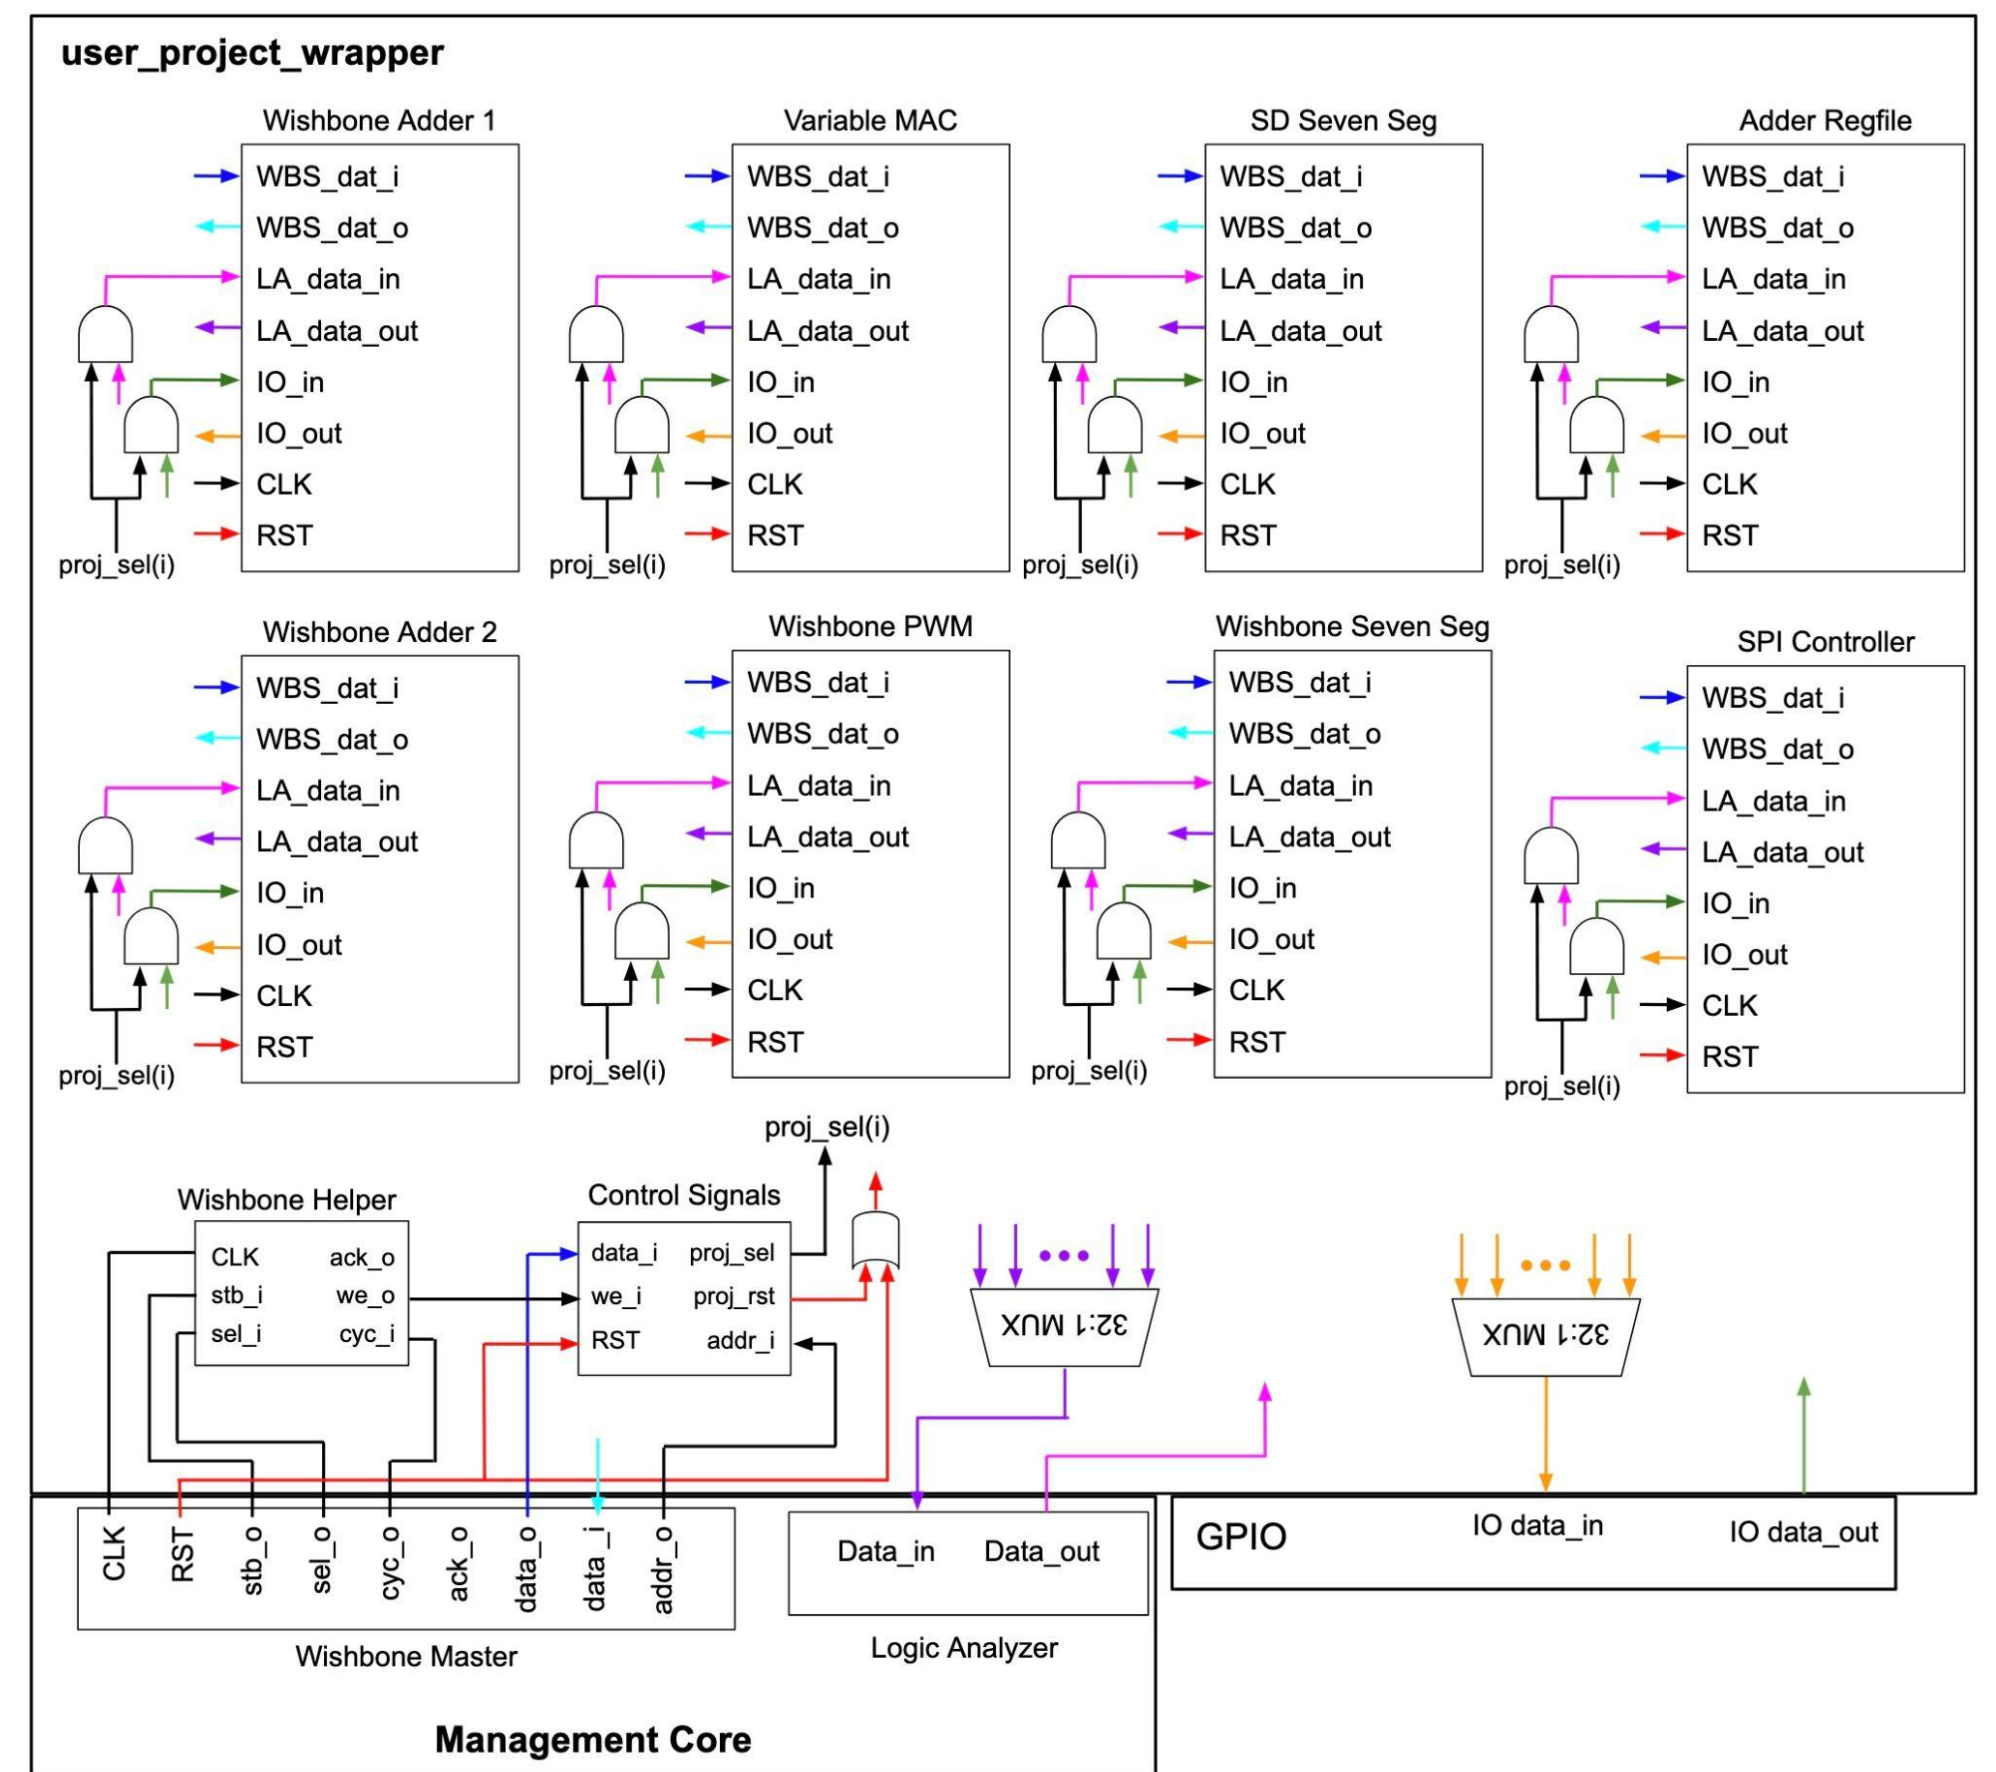 user_project_wrapper
Wishbone Adder 1
WBS_dat_i
WBS_dat_o
LA_data_in
LA_data_out
IO_in
IO_out
CLK
RST
proj_sel(i)
Variable MAC
WBS_dat_i
WBS_dat_o
LA_data_in
LA_data_out
IO_in
IO_out
CLK
RST
proj_sel(i)
SD Seven Seg
WBS_dat_i
WBS_dat_o
LA_data_in
LA_data_out
IO_in
IO_out
CLK
RST
proj_sel(i)
Adder Regfile
WBS_dat_i
WBS_dat_o
LA_data_in
LA_data_out
IO_in
IO_out
CLK
RST
proj_sel(i)
Wishbone Adder 2
WBS_dat_i
WBS_dat_o
LA_data_in
LA_data_out
IO_in
IO_out
CLK
RST
proj_sel(i)
Wishbone PWM
WBS_dat_i
WBS_dat_o
LA_data_in
LA_data_out
IO_in
IO_out
CLK
RST
proj_sel(i)
Wishbone Seven Seg
WBS_dat_i
WBS_dat_o
LA_data_in
LA_data_out
IO_in
IO_out
CLK
RST
proj_sel(i)
SPI Controller
WBS_dat_i
WBS_dat_o
LA_data_in
LA_data_out
IO_in
IO_out
CLK
RST
proj_sel(i)
proj_sel(i)
Wishbone Helper
CLK ack_o
stb_i we_o
sel_i cyc_i
Control Signals
data_i proj_sel
we_i proj_rst
RST addr_i
32:1 MUX
32:1 MUX
CLK
RST
stb_o
sel_o
cyc_o
ack_o
data_o
data_i
addr_o
Wishbone Master
Data_in Data_out
Logic Analyzer
GPIO
IO data_in
IO data_out
Management Core